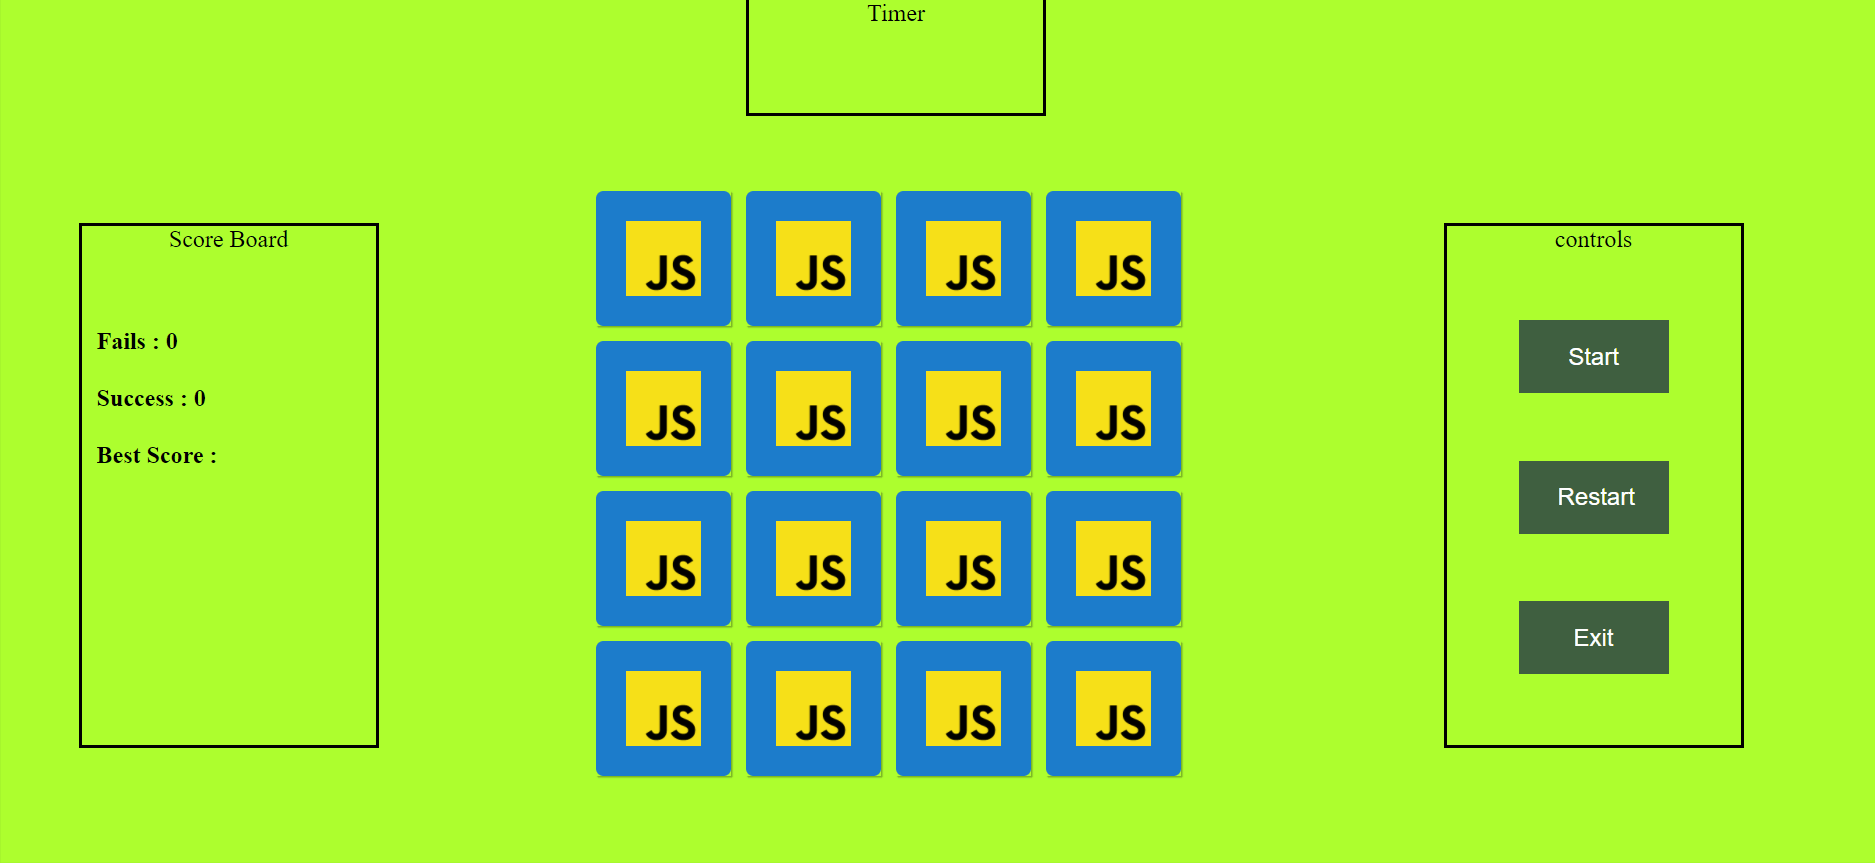 Timer
Score Board
controls
JS JS JS JS
Fails : 0
Start
Success : 0
JS JS JS JS
Best Score :
Restart
JS JS JS JS
Exit
JS JS JS JS